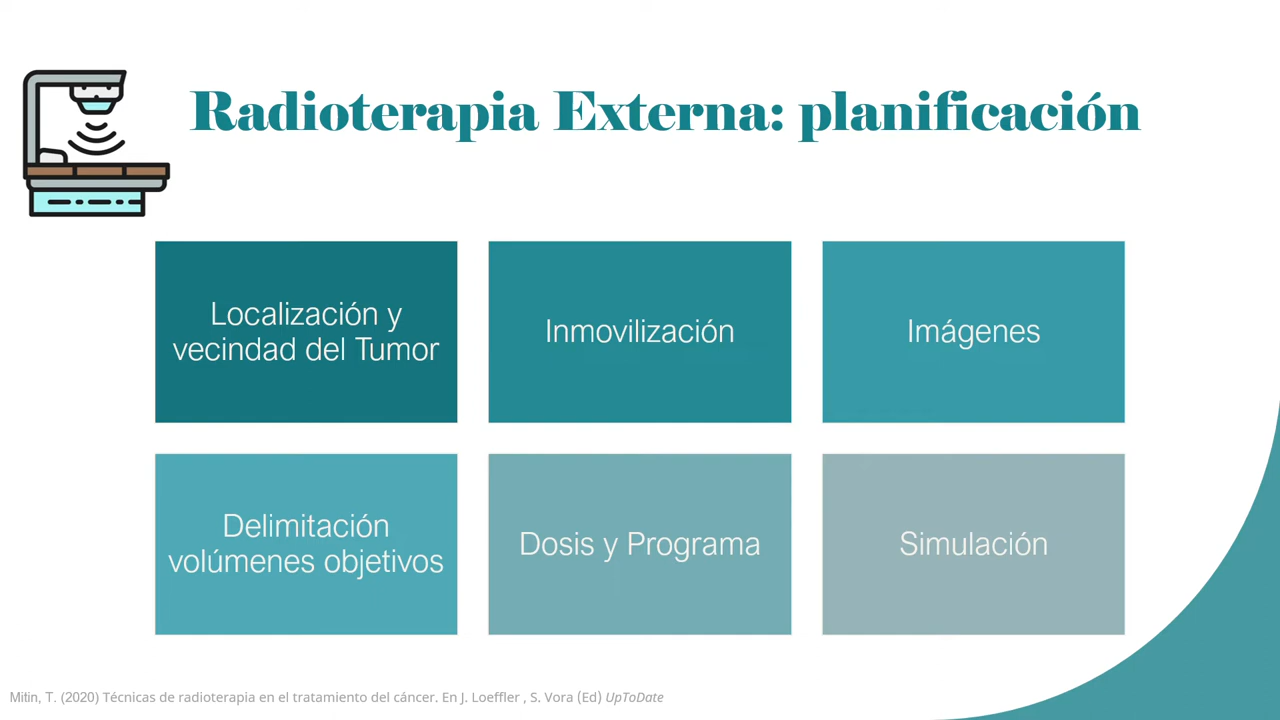 Radioterapia Externa: planificación
Localización y
vecindad del Tumor
Inmovilización
Imágenes
Delimitación
volúmenes objetivos
Dosis y Programa
Simulación
Mitin, T. (2020) Técnicas de radioterapia en el tratamiento del cáncer. En J. Loeffler , S. Vora (Ed) UpToDate